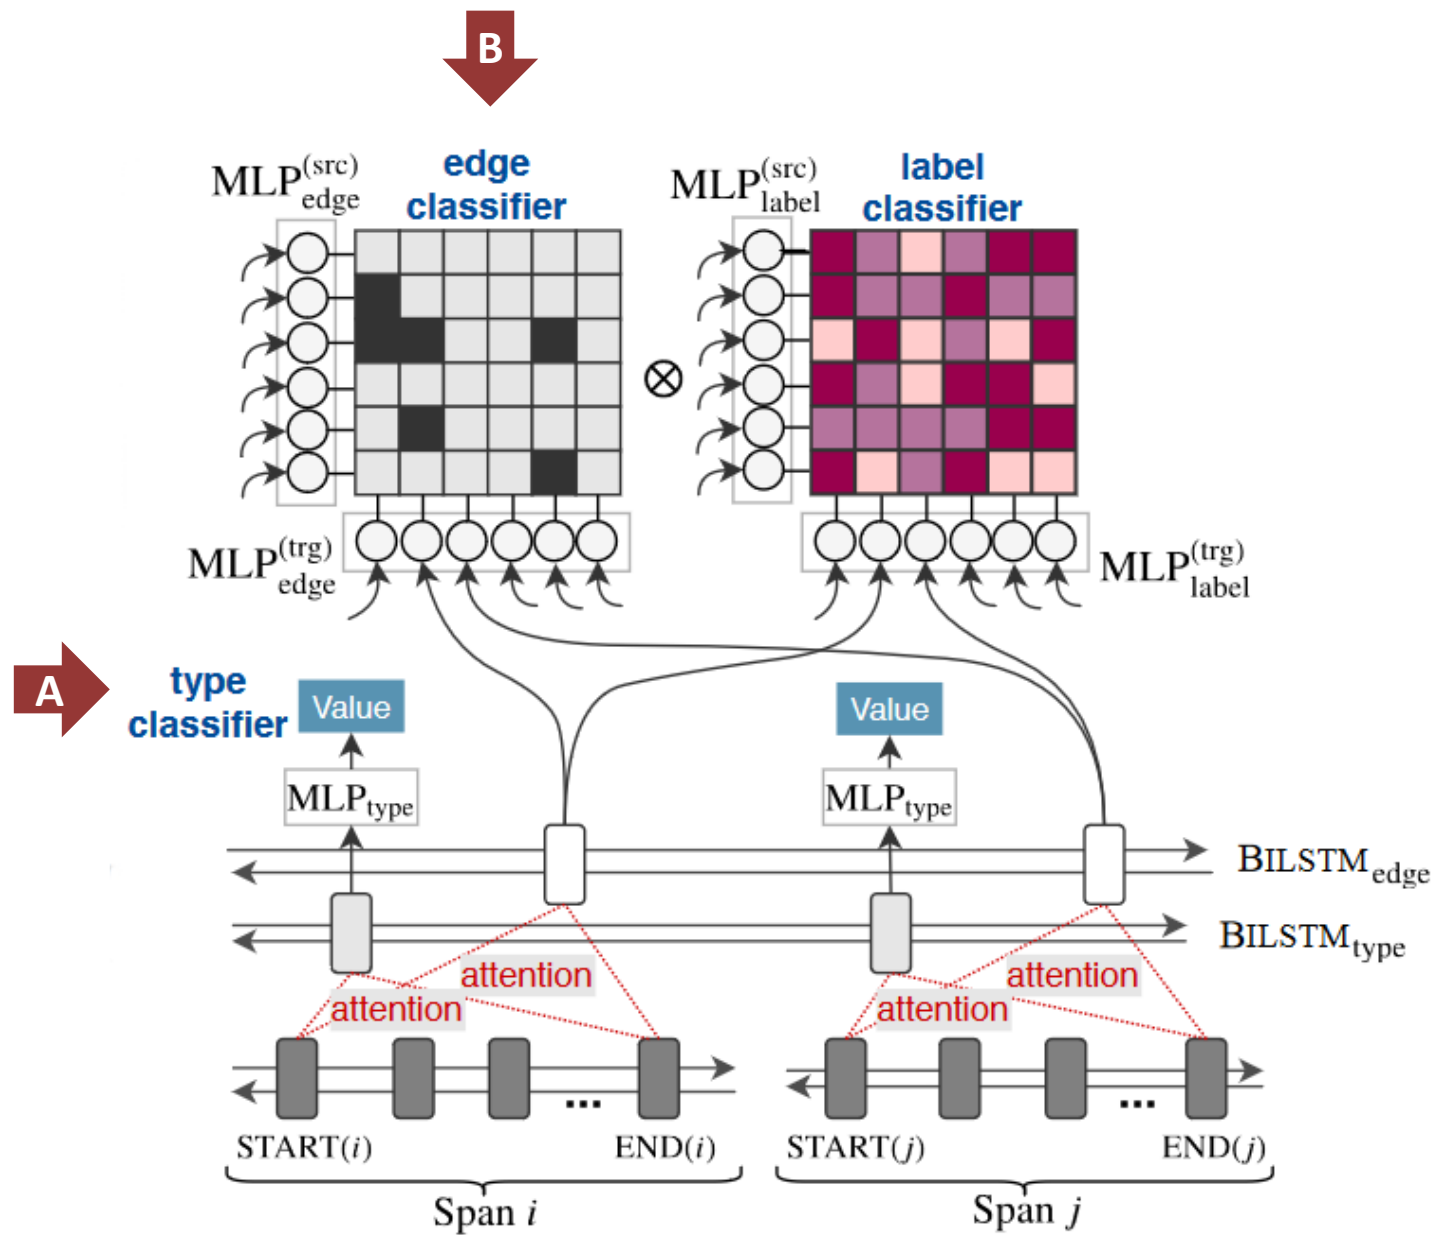 B
edge
classifier
label
classifier
MLP(src)edge
MLP(src)label
MLP(trg)edge
MLP(trg)label
A
type
classifier
Value
Value
MLPtype
MLPtype
BILSTMedge
BILSTMtype
attention
attention
attention
attention
...
...
START(i)
END(i)
START(j)
END(j)
Span i
Span j